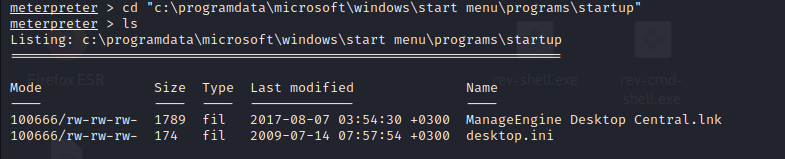 meterpreter > cd "c:\programdata\microsoft\windows\start menu\programs\startup"
meterpreter > ls
Listing: c:\programdata\microsoft\windows\start menu\programs\startup
=====================================================================
Firefox ESR
rev-shell.exe
rev-cmd-
shell.exe
Mode Size Type Last modified Name
---- ---- ---- ------------- ----
100666/rw-rw-rw- 1789 fil 2017-08-07 03:54:30 +0300 ManageEngine Desktop Central.lnk
100666/rw-rw-rw- 174 fil 2009-07-14 07:57:54 +0300 desktop.ini